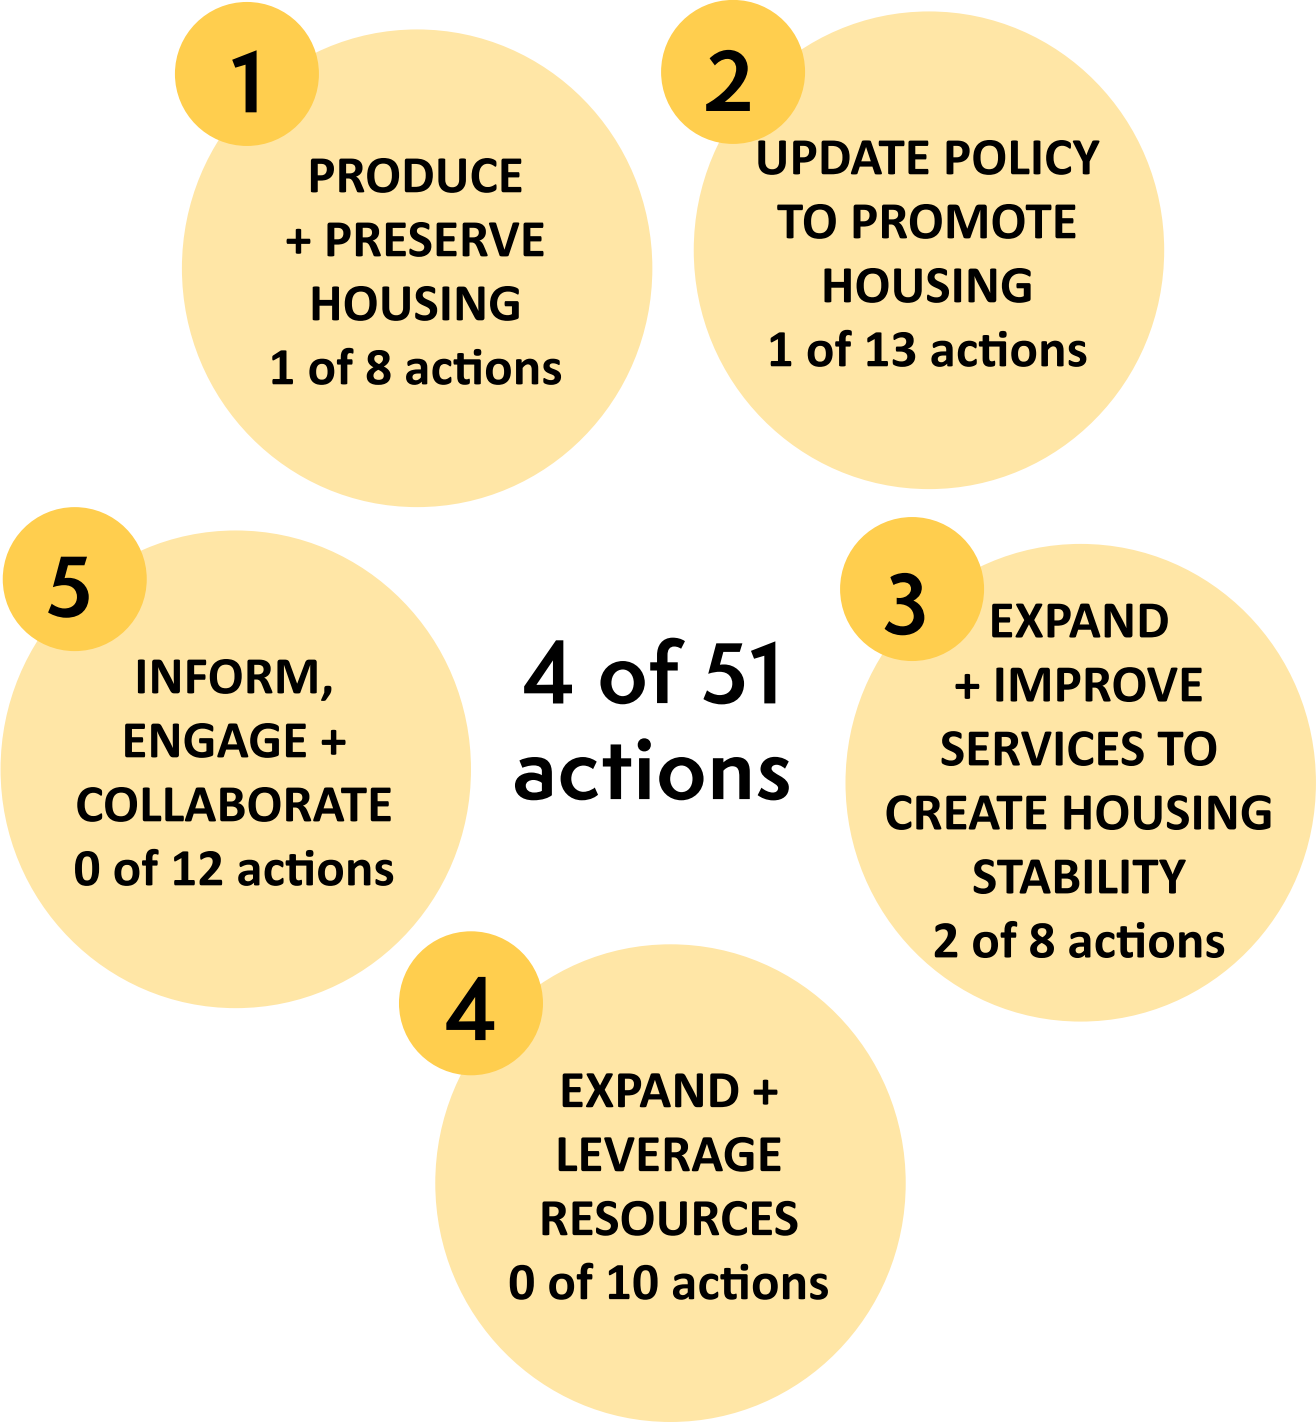 1
PRODUCE
+ PRESERVE
HOUSING
1 of 8 actions
2
UPDATE POLICY
TO PROMOTE
HOUSING
1 of 13 actions
3
EXPAND
+ IMPROVE
SERVICES TO
CREATE HOUSING
STABILITY
2 of 8 actions
4
EXPAND +
LEVERAGE
RESOURCES
0 of 10 actions
5
INFORM,
ENGAGE +
COLLABORATE
0 of 12 actions
4 of 51
actions